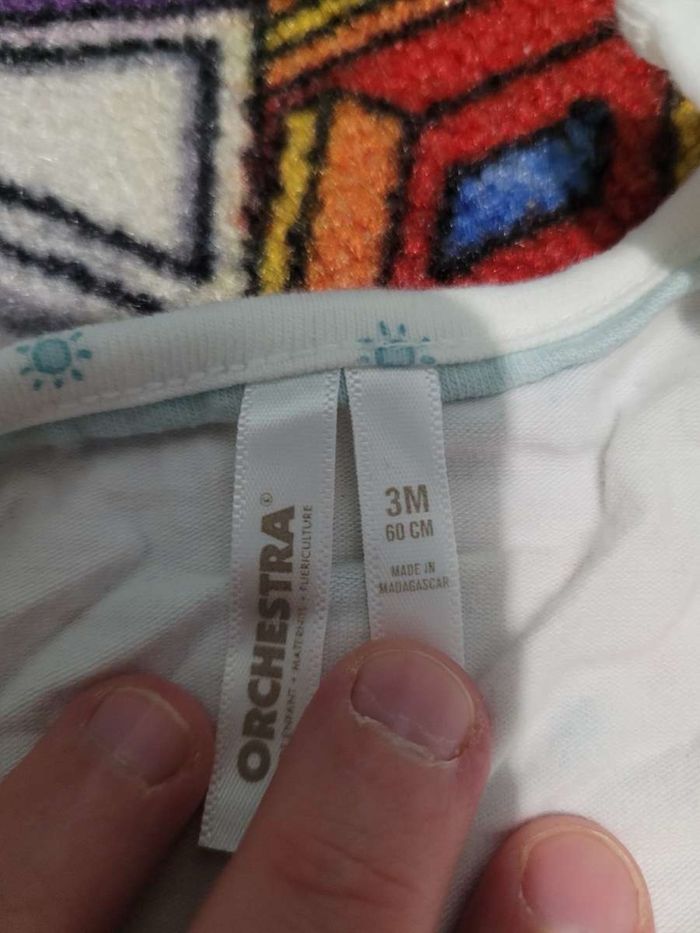 ORCHESTRA©
ENFANT • MATERNITÉ • PUERICULTURE
3M
60 CM
MADE IN
MADAGASCAR